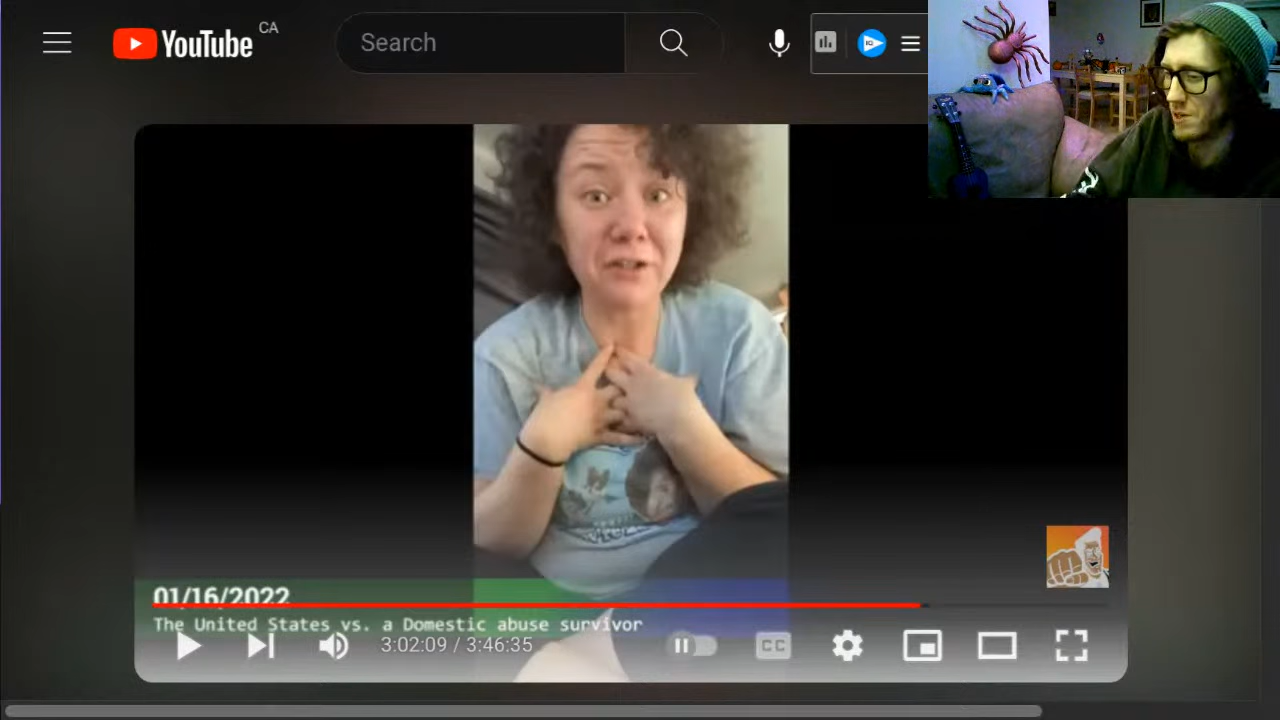 YouTube CA
Search
01/16/2022
The United States vs. a Domestic abuse survivor
3:02:09 / 3:46:35
CC